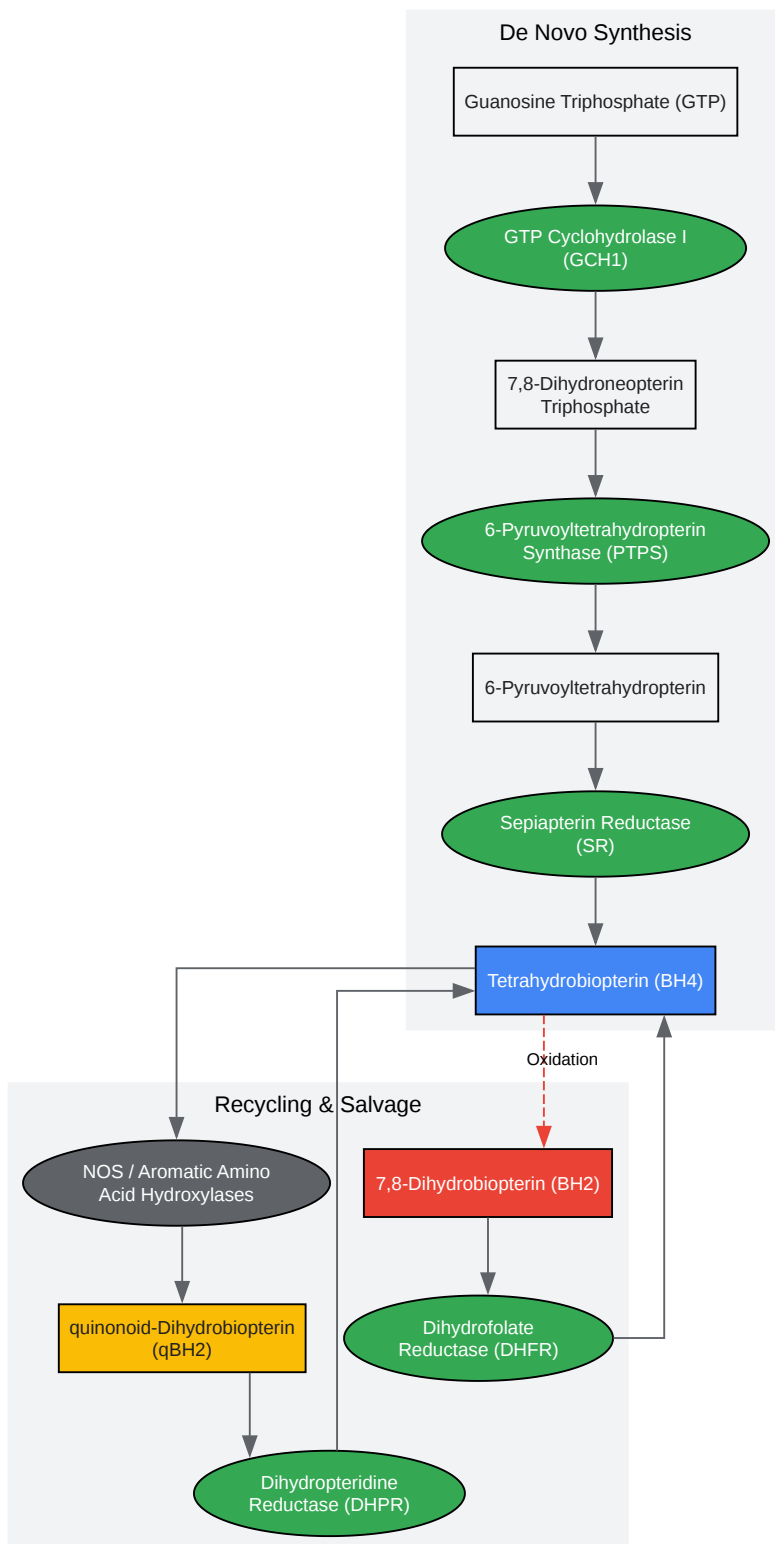 De Novo Synthesis
Guanosine Triphosphate (GTP)
GTP Cyclohydrolase I
(GCH1)
7,8-Dihydroneopterin
Triphosphate
6-Pyruvoyltetrahydropterin
Synthase (PTPS)
6-Pyruvoyltetrahydropterin
Sepiapterin Reductase
(SR)
Tetrahydrobiopterin (BH4)
Oxidation
Recycling & Salvage
NOS / Aromatic Amino
Acid Hydroxylases
7,8-Dihydrobiopterin (BH2)
quinonoid-Dihydrobiopterin
(qBH2)
Dihydrofolate
Reductase (DHFR)
Dihydropteridine
Reductase (DHPR)